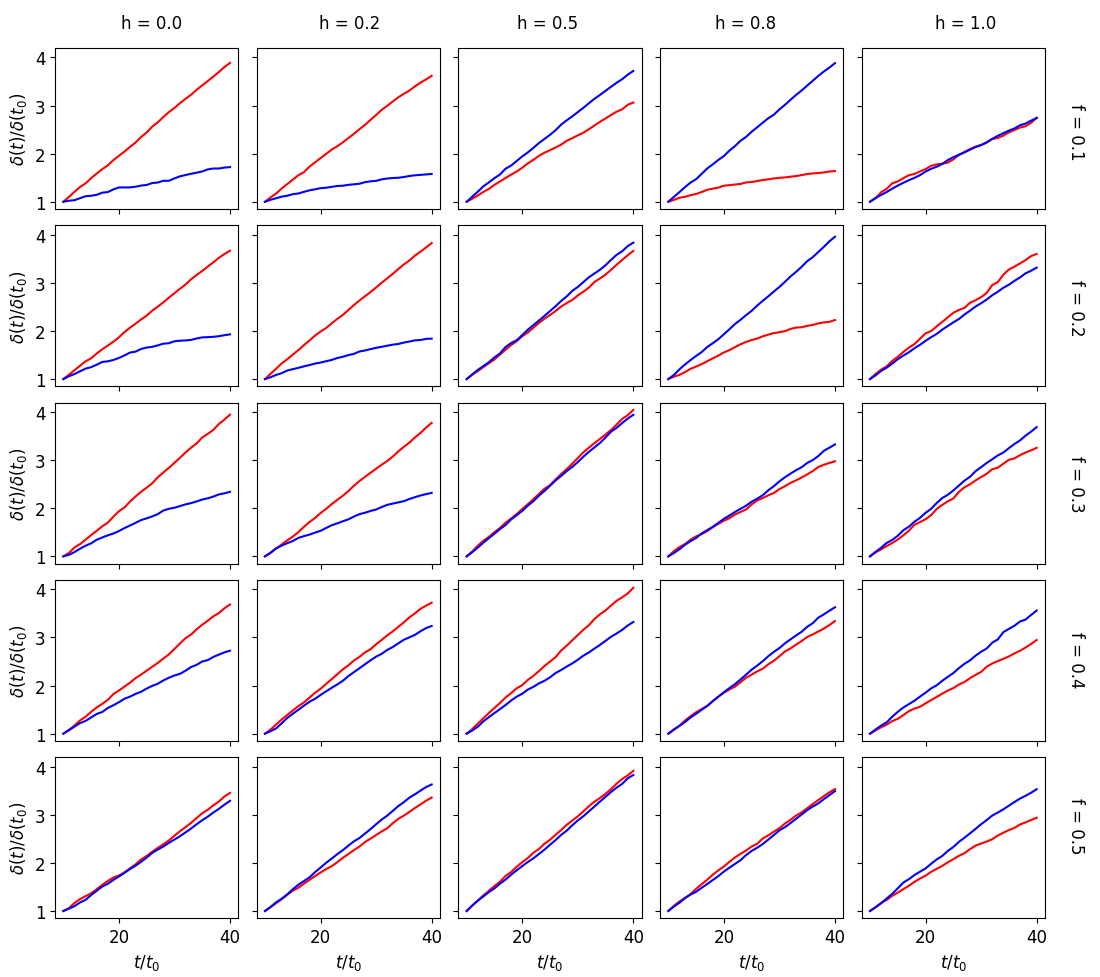 h = 0.0 h = 0.2 h = 0.5 h = 0.8 h = 1.0
δ(t)/δ(t₀) 4 3 2 1 f = 0.1
δ(t)/δ(t₀) 4 3 2 1 f = 0.2
δ(t)/δ(t₀) 4 3 2 1 f = 0.3
δ(t)/δ(t₀) 4 3 2 1 f = 0.4
δ(t)/δ(t₀) 4 3 2 1 f = 0.5
20 40 20 40 20 40 20 40 20 40
t/t₀ t/t₀ t/t₀ t/t₀ t/t₀